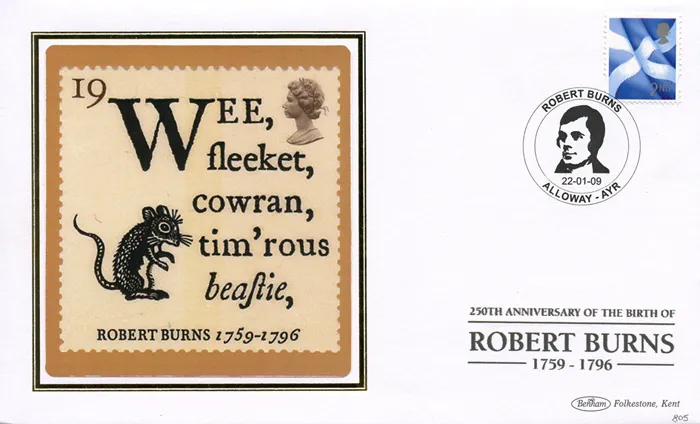 19
WEE,
fleeket,
cowran,
tim'rous
beaſtie,
ROBERT BURNS 1759-1796
2ND
ROBERT BURNS
22-01-09
ALLOWAY - AYR
250TH ANNIVERSARY OF THE BIRTH OF
ROBERT BURNS
1759 - 1796
Benham Folkestone, Kent
805